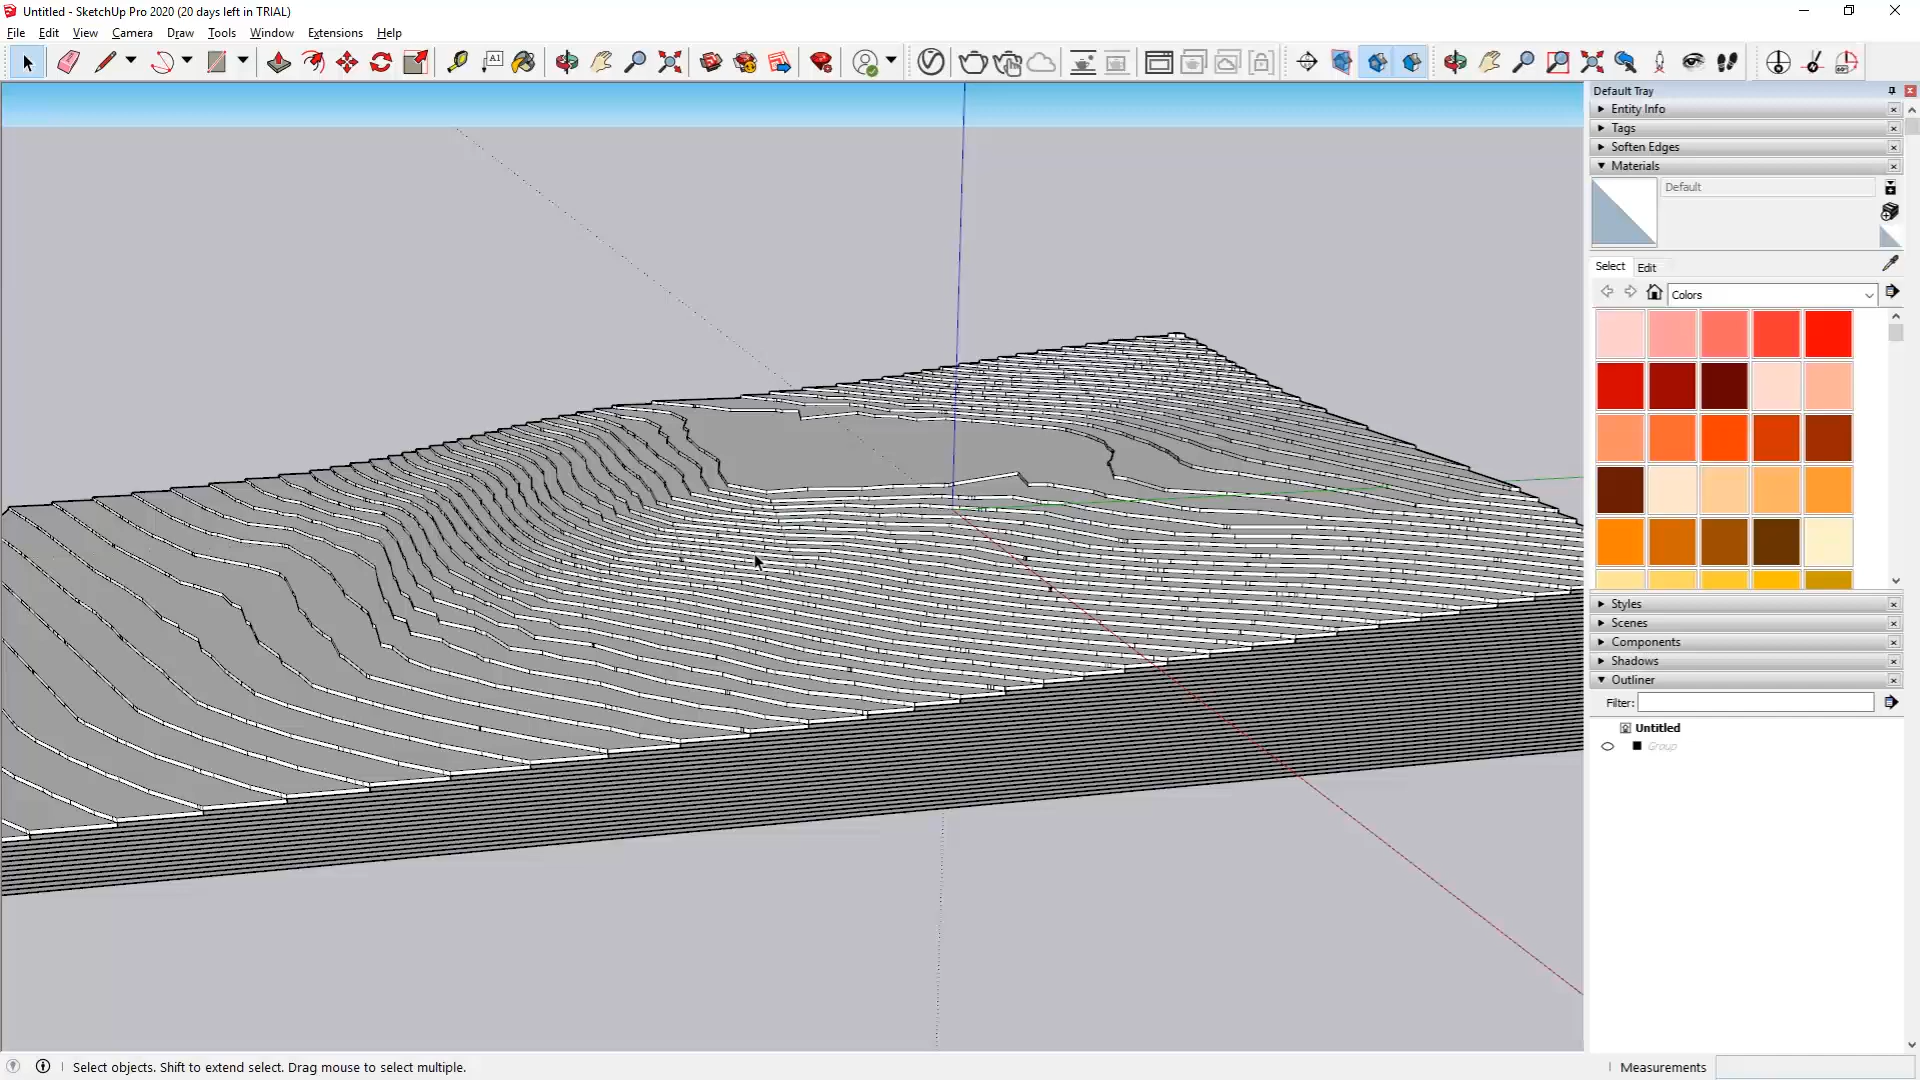 Untitled - SketchUp Pro 2020 (20 days left in TRIAL)
File Edit View Camera Draw Tools Window Extensions Help
A1
Default Tray
Entity Info
Tags
Soften Edges
Materials
Default
Select Edit
Colors
Styles
Scenes
Components
Shadows
Outliner
Filter:
Untitled
Group
Select objects. Shift to extend select. Drag mouse to select multiple.
Measurements